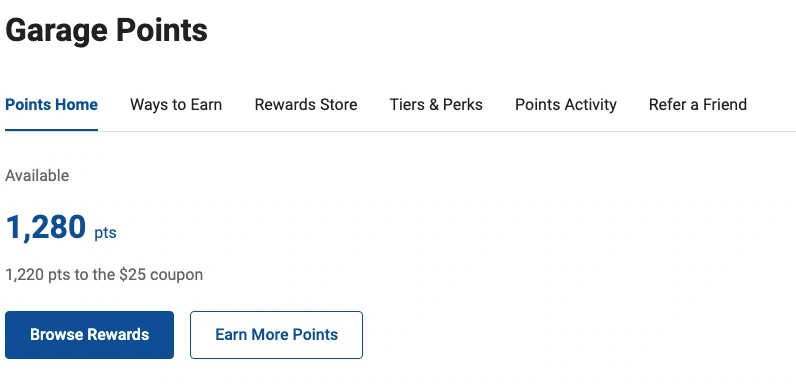 Garage Points
Points Home Ways to Earn Rewards Store Tiers & Perks Points Activity Refer a Friend
Available
1,280 pts
1,220 pts to the $25 coupon
Browse Rewards Earn More Points